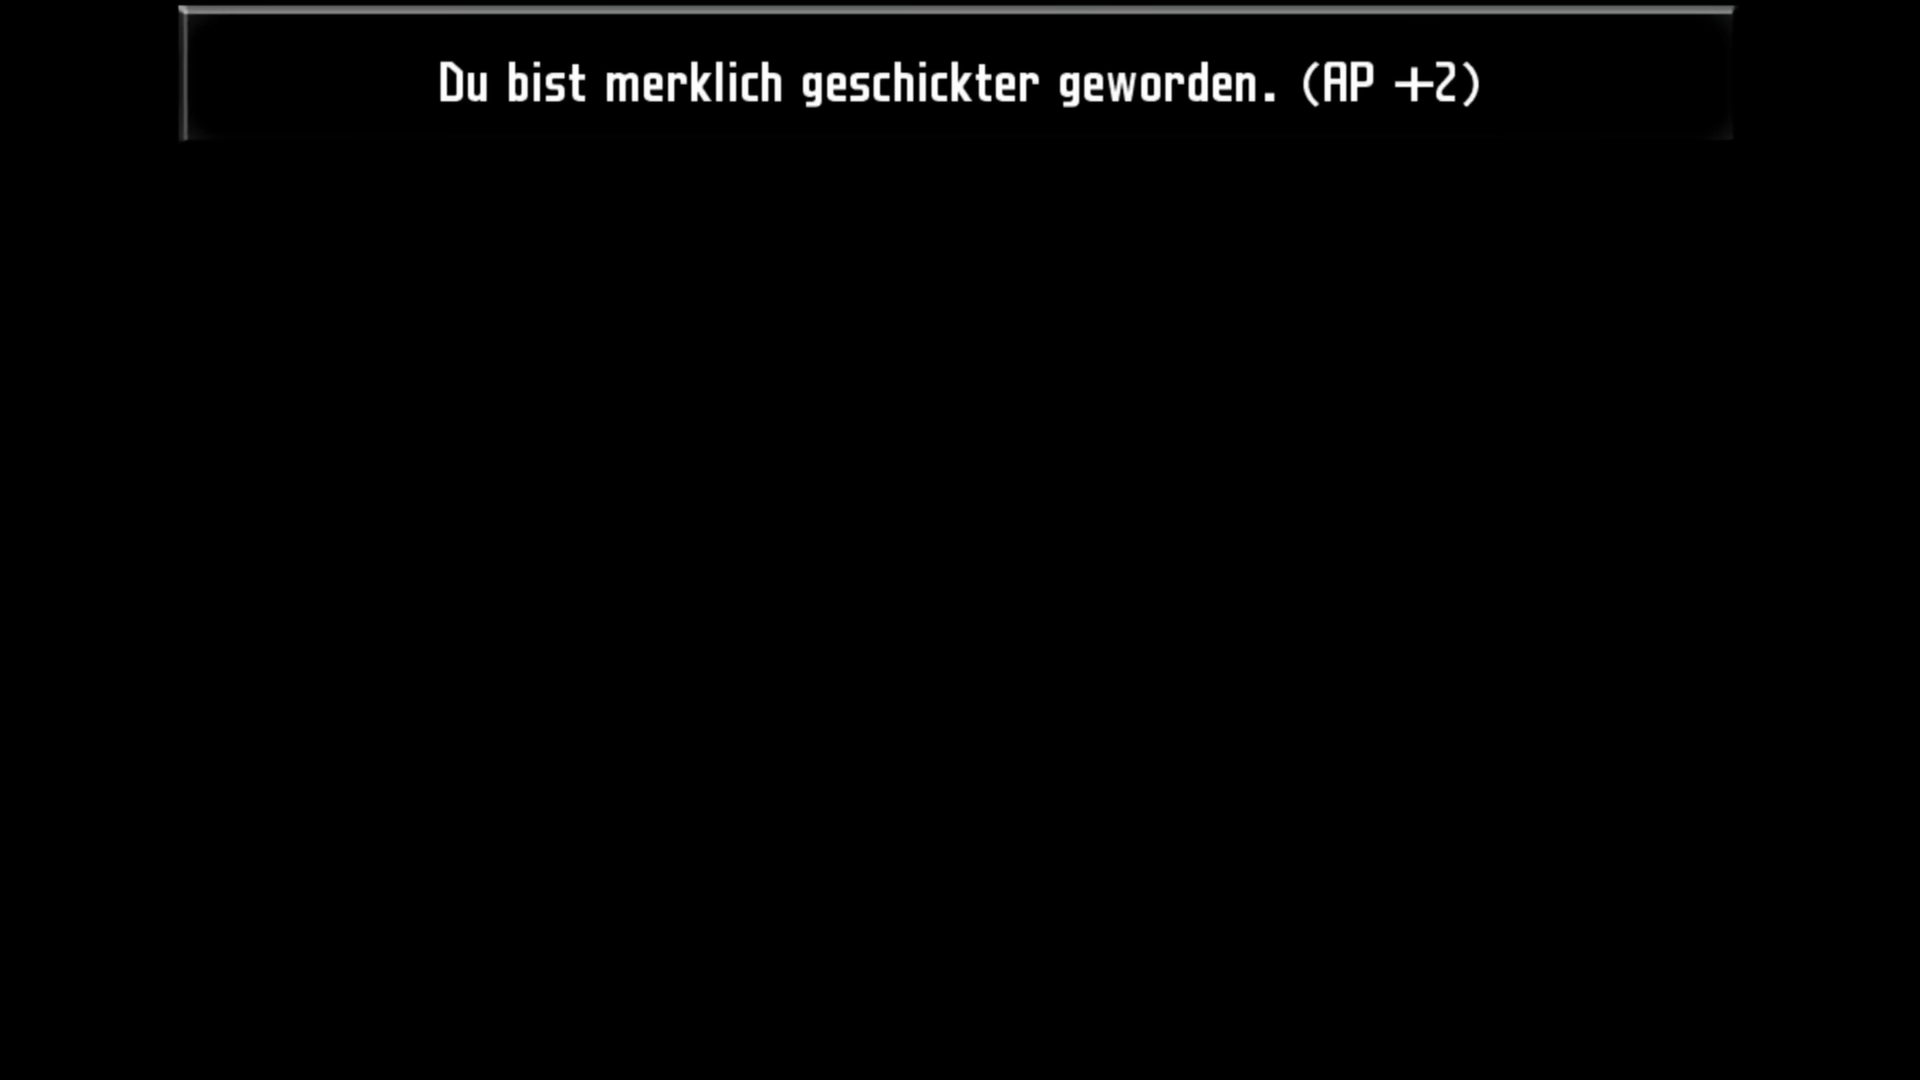 Du bist merklich geschickter geworden. (AP +2)